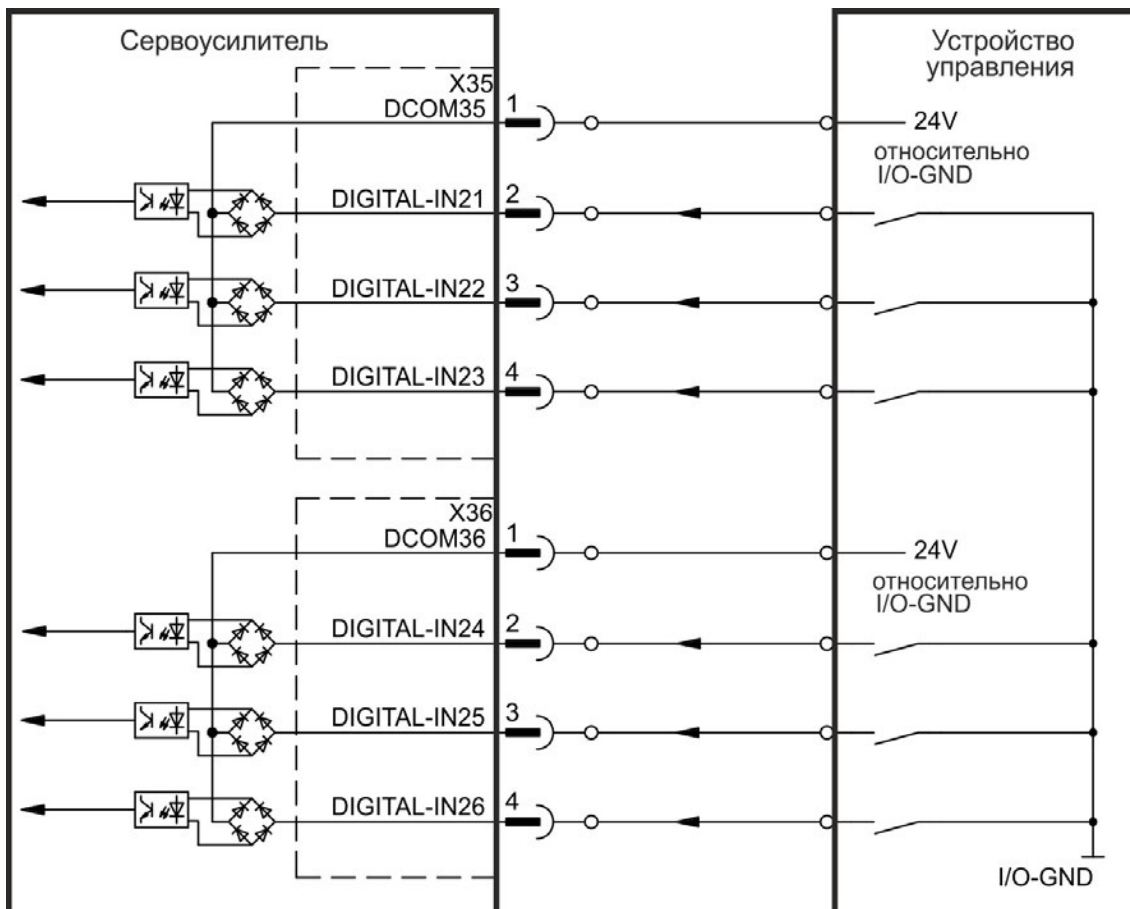 Сервоусилитель
Устройство
управления
X35
DCOM35
1
24V
относительно
I/O-GND
DIGITAL-IN21
2
DIGITAL-IN22
3
DIGITAL-IN23
4
X36
DCOM36
1
24V
относительно
I/O-GND
DIGITAL-IN24
2
DIGITAL-IN25
3
DIGITAL-IN26
4
I/O-GND